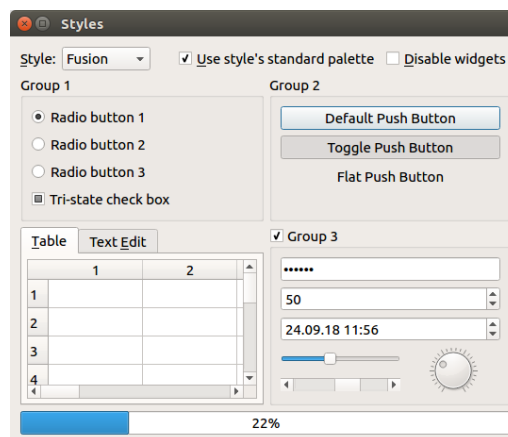 Styles
Style: Fusion Use style's standard palette Disable widgets
Group 1
Radio button 1
Radio button 2
Radio button 3
Tri-state check box
Group 2
Default Push Button
Toggle Push Button
Flat Push Button
Table Text Edit
1 2
1
2
3
4
Group 3
••••••
50
24.09.18 11:56
22%